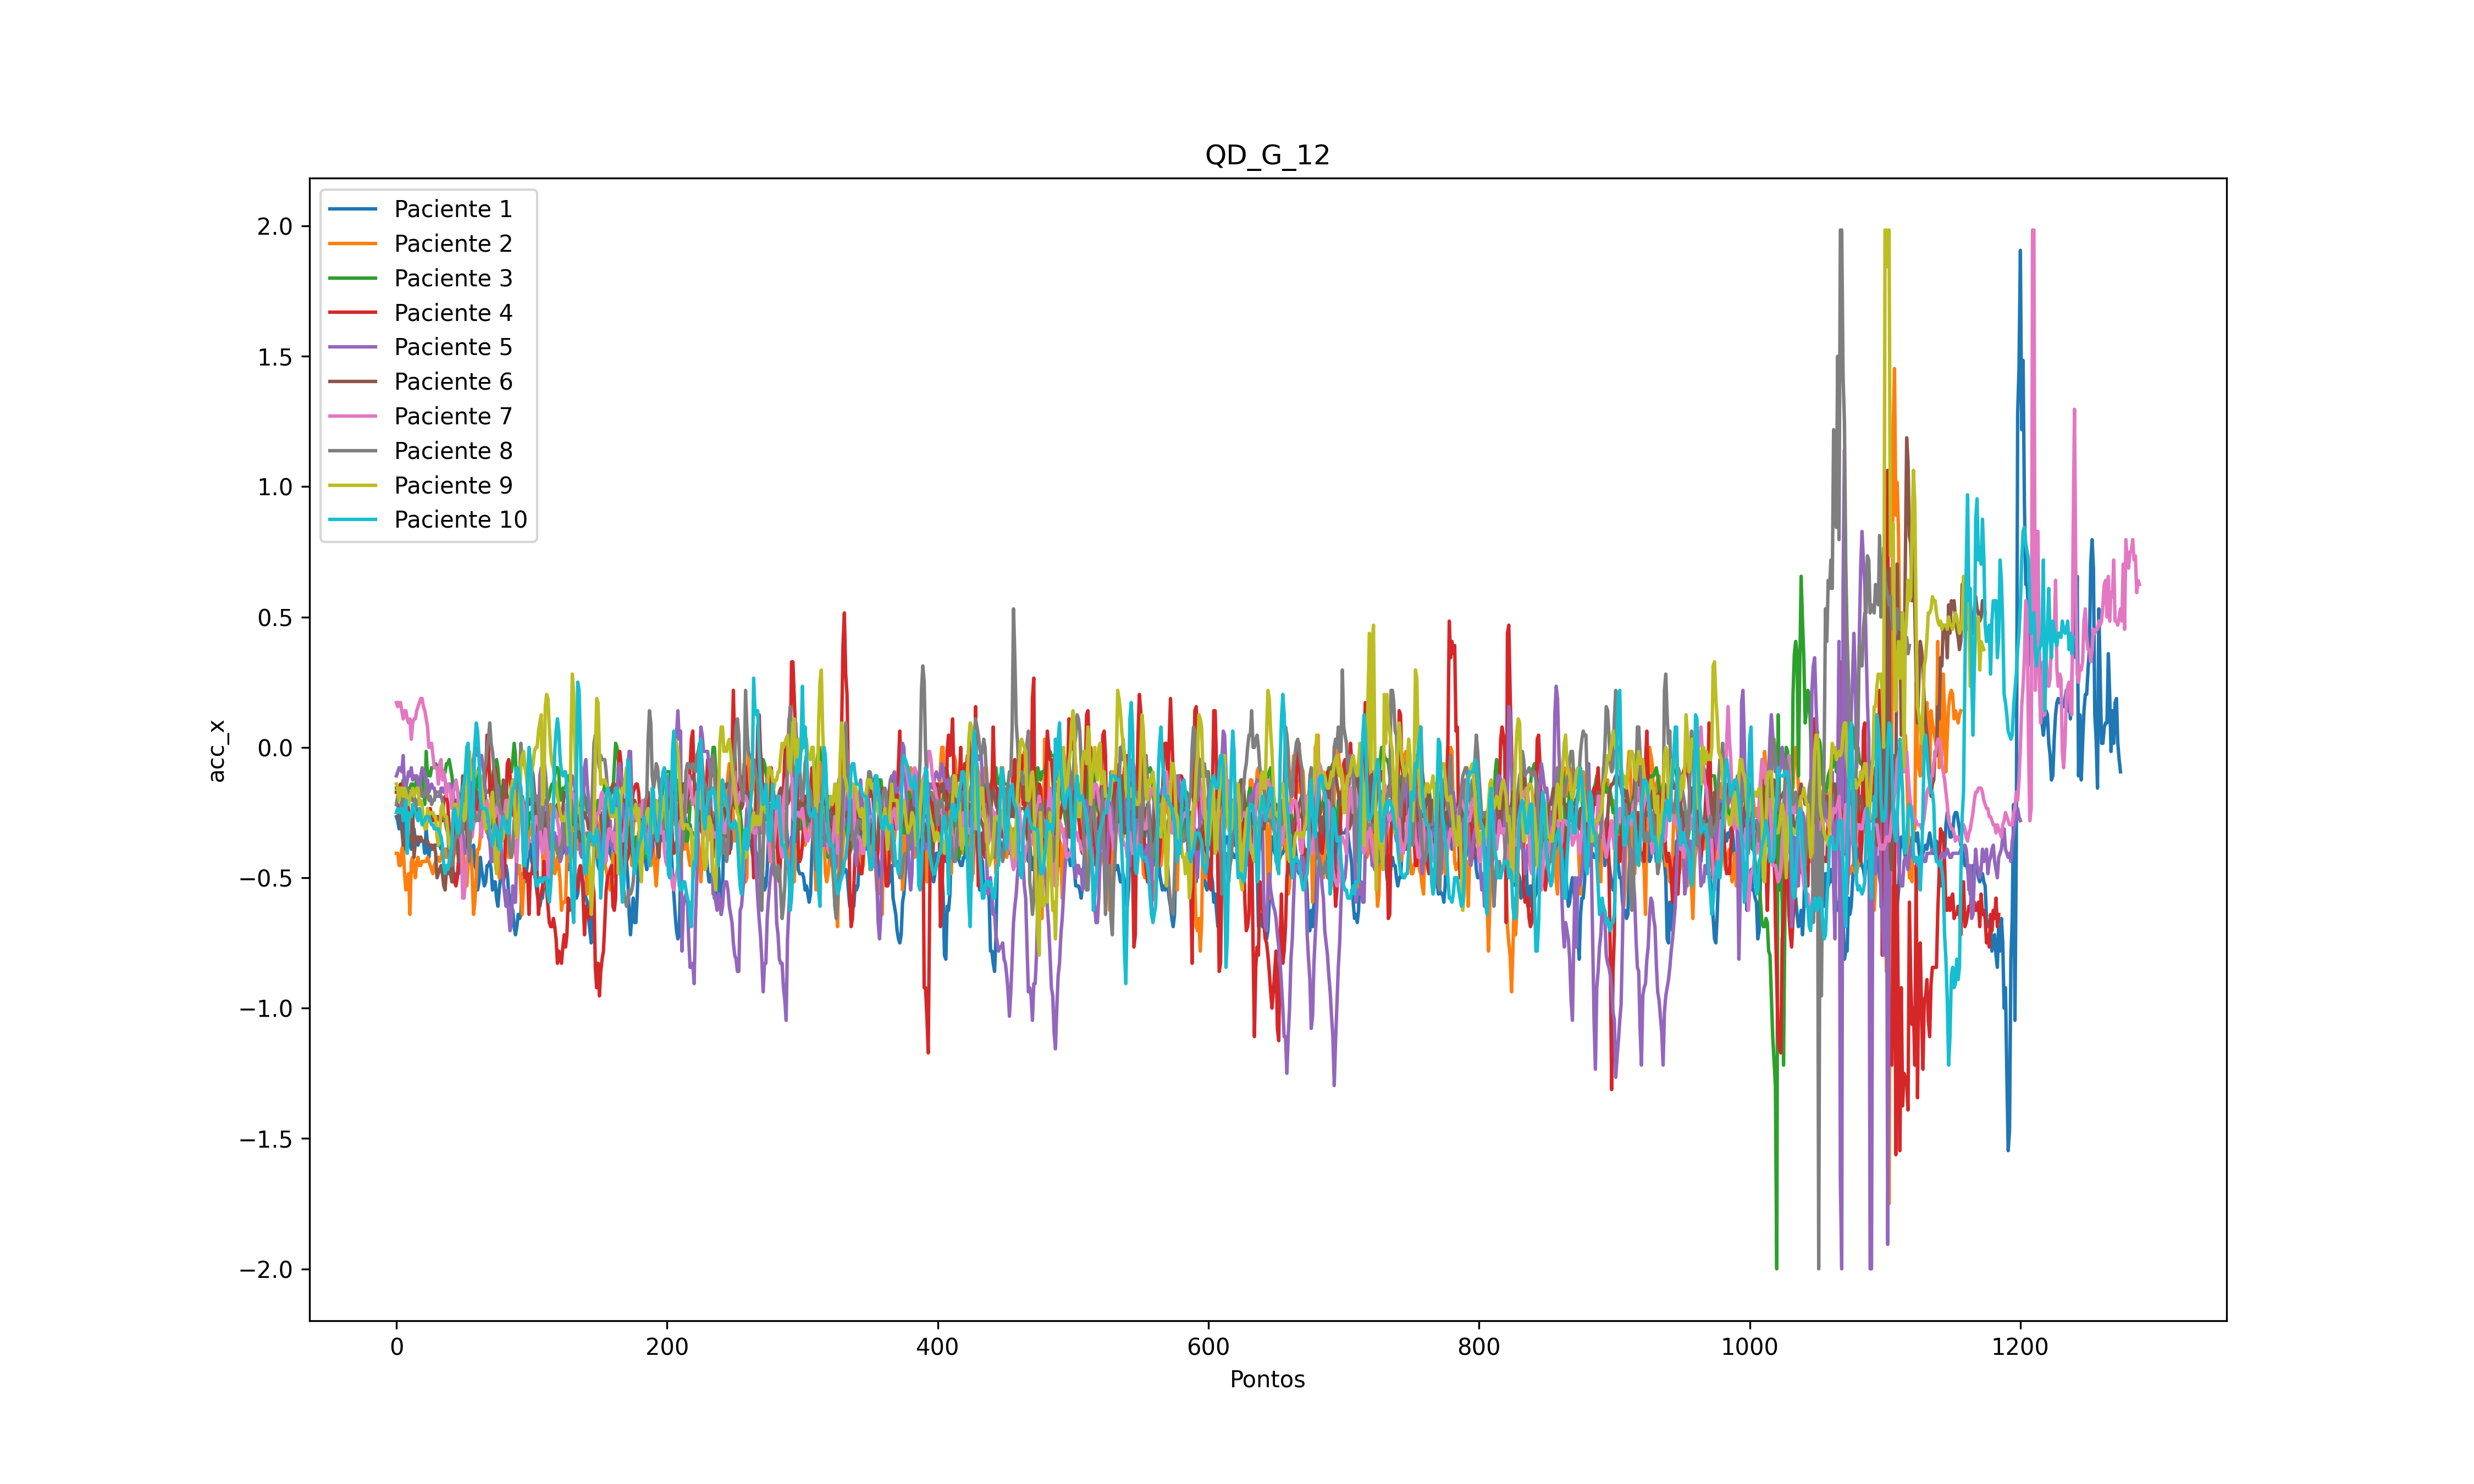 QD_G_12
Paciente 1
Paciente 2
Paciente 3
Paciente 4
Paciente 5
Paciente 6
Paciente 7
Paciente 8
Paciente 9
Paciente 10
2.0
1.5
1.0
0.5
0.0
−0.5
−1.0
−1.5
−2.0
acc_x
0 200 400 600 800 1000 1200
Pontos